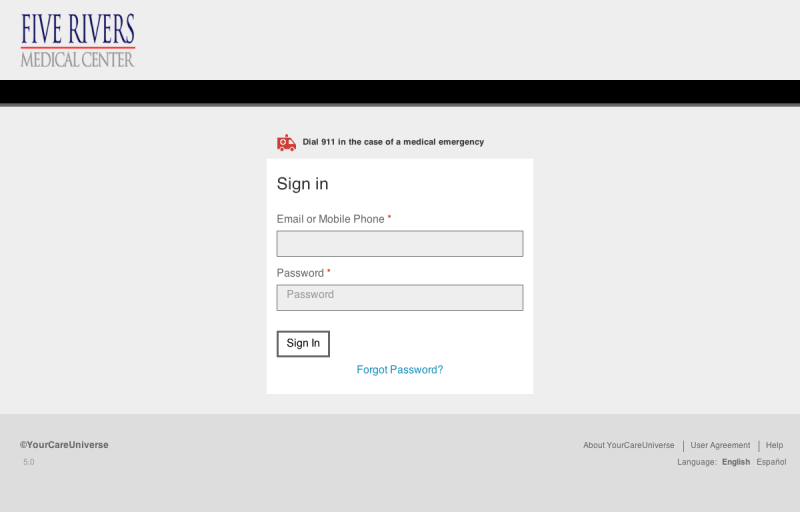 FIVE RIVERS
MEDICAL CENTER
Dial 911 in the case of a medical emergency
Sign in
Email or Mobile Phone *
Password *
Password
Sign In
Forgot Password?
©YourCareUniverse
5.0
About YourCareUniverse | User Agreement | Help
Language: English Español